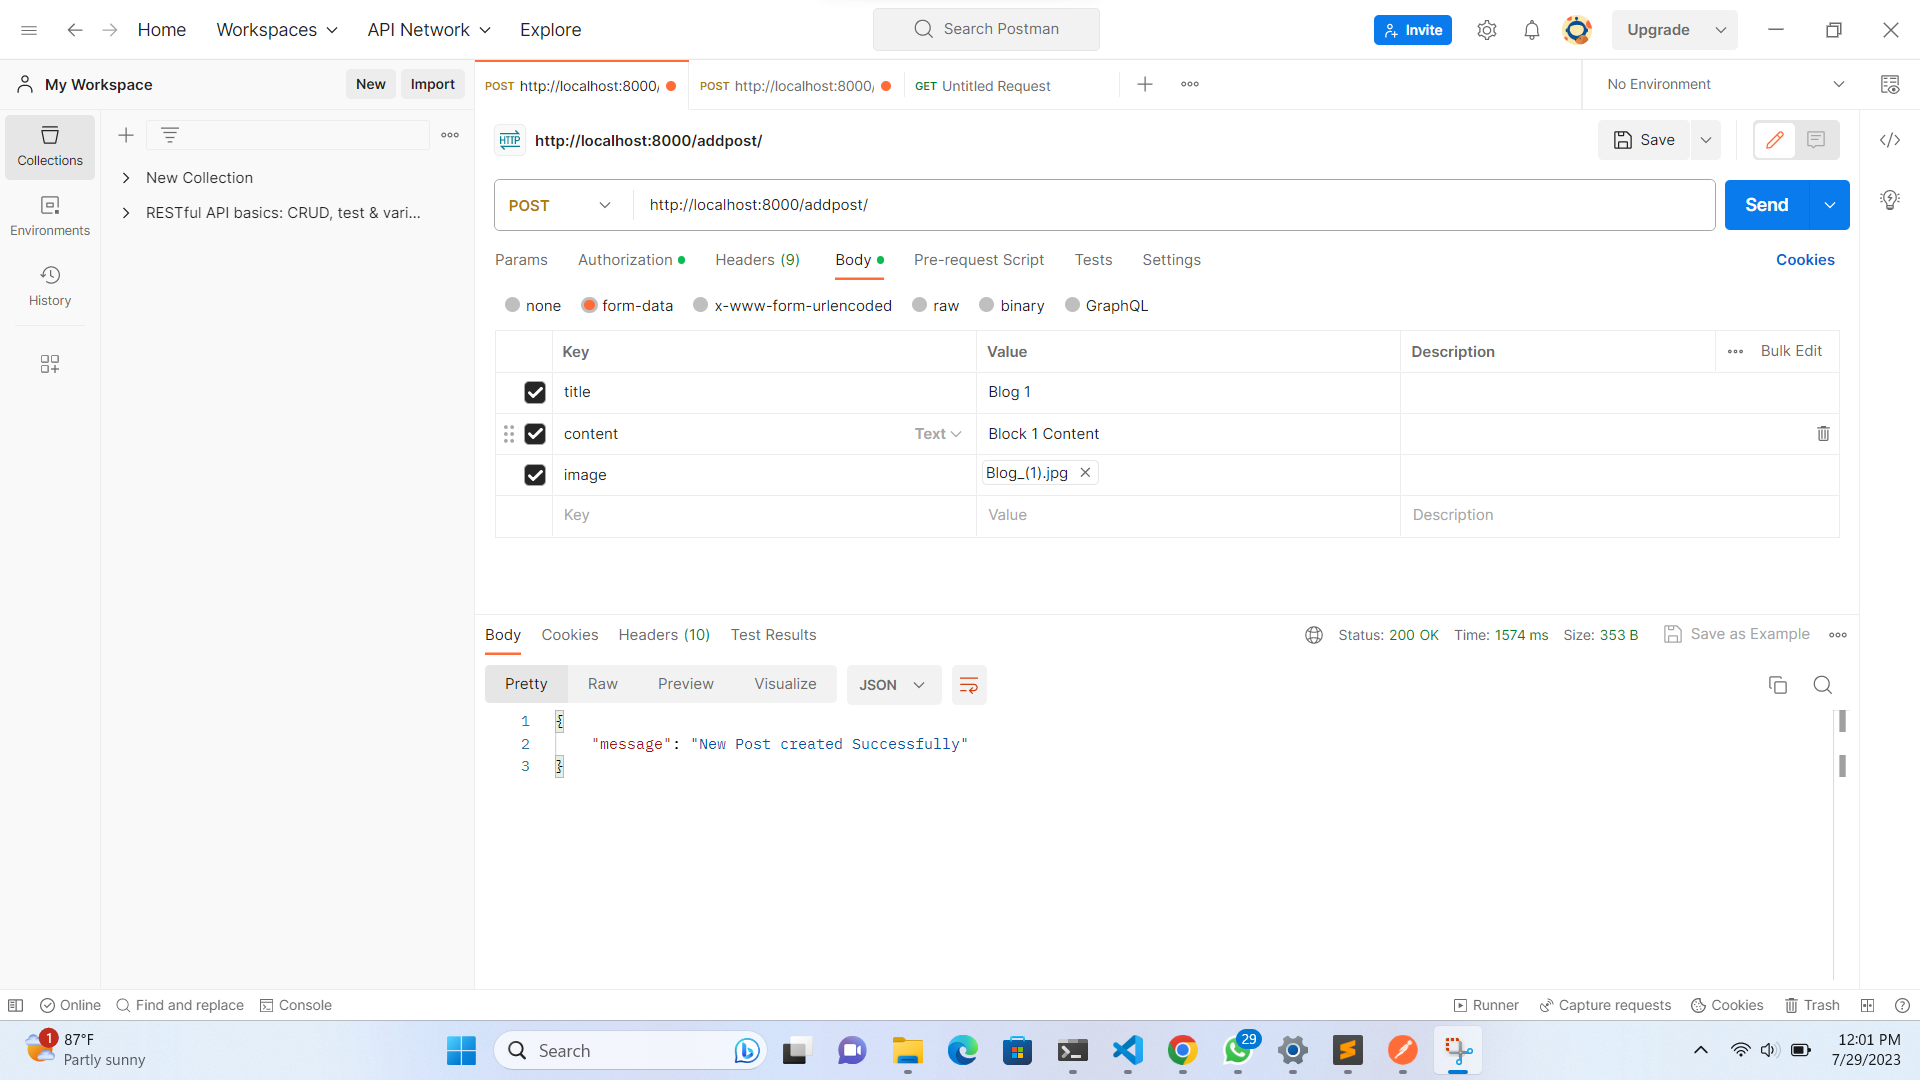 Home Workspaces API Network Explore Search Postman Invite Upgrade
My Workspace New Import POST http://localhost:8000/ POST http://localhost:8000/ GET Untitled Request No Environment
Collections
Environments
History
New Collection
RESTful API basics: CRUD, test & vari...
HTTP http://localhost:8000/addpost/ Save
POST http://localhost:8000/addpost/ Send
Params Authorization Headers (9) Body Pre-request Script Tests Settings Cookies
none form-data x-www-form-urlencoded raw binary GraphQL
Key Value Description Bulk Edit
title Blog 1
content Text Block 1 Content
image Blog_(1).jpg
Key Value Description
Body Cookies Headers (10) Test Results Status: 200 OK Time: 1574 ms Size: 353 B Save as Example
Pretty Raw Preview Visualize JSON
1 {
2 "message": "New Post created Successfully"
3 }
Online Find and replace Console Runner Capture requests Cookies Trash
1 87°F
Partly sunny
Search
29
12:01 PM
7/29/2023